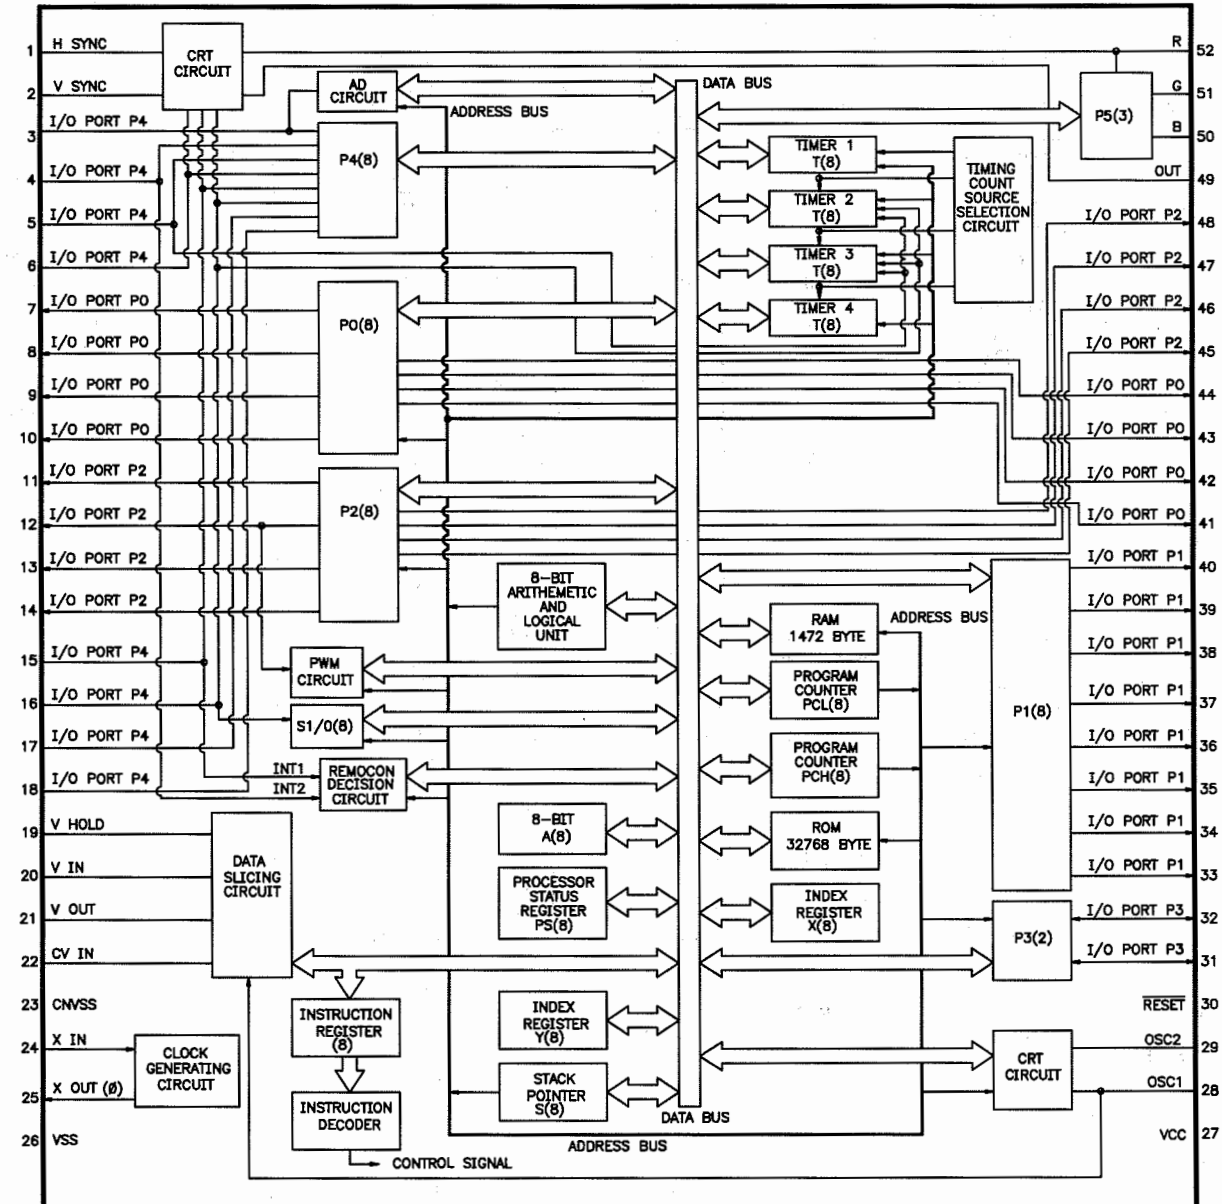 1 H SYNC
2 V SYNC
3 I/O PORT P4
4 I/O PORT P4
5 I/O PORT P4
6 I/O PORT P4
7 I/O PORT P0
8 I/O PORT P0
9 I/O PORT P0
10 I/O PORT P0
11 I/O PORT P2
12 I/O PORT P2
13 I/O PORT P2
14 I/O PORT P2
15 I/O PORT P4
16 I/O PORT P4
17 I/O PORT P4
18 I/O PORT P4
19 V HOLD
20 V IN
21 V OUT
22 CV IN
23 CNVSS
24 X IN
25 X OUT (Ø)
26 VSS
CRT
CIRCUIT
AD
CIRCUIT
ADDRESS BUS
P4(8)
P0(8)
P2(8)
PWM
CIRCUIT
S1/0(8)
INT1
INT2
REMOCON
DECISION
CIRCUIT
DATA
SLICING
CIRCUIT
CLOCK
GENERATING
CIRCUIT
INSTRUCTION
REGISTER
(8)
INSTRUCTION
DECODER
CONTROL SIGNAL
8-BIT
ARITHEMETIC
AND
LOGICAL
UNIT
8-BIT
A(8)
PROCESSOR
STATUS
REGISTER
PS(8)
INDEX
REGISTER
Y(8)
STACK
POINTER
S(8)
ADDRESS BUS
DATA BUS
DATA BUS
TIMER 1
T(8)
TIMER 2
T(8)
TIMER 3
T(8)
TIMER 4
T(8)
TIMING
COUNT
SOURCE
SELECTION
CIRCUIT
RAM
1472 BYTE
PROGRAM
COUNTER
PCL(8)
PROGRAM
COUNTER
PCH(8)
ROM
32768 BYTE
INDEX
REGISTER
X(8)
ADDRESS BUS
P5(3)
P1(8)
P3(2)
CRT
CIRCUIT
R 52
G 51
B 50
OUT 49
I/O PORT P2 48
I/O PORT P2 47
I/O PORT P2 46
I/O PORT P2 45
I/O PORT P0 44
I/O PORT P0 43
I/O PORT P0 42
I/O PORT P0 41
I/O PORT P1 40
I/O PORT P1 39
I/O PORT P1 38
I/O PORT P1 37
I/O PORT P1 36
I/O PORT P1 35
I/O PORT P1 34
I/O PORT P1 33
I/O PORT P3 32
I/O PORT P3 31
RESET 30
OSC2 29
OSC1 28
VCC 27